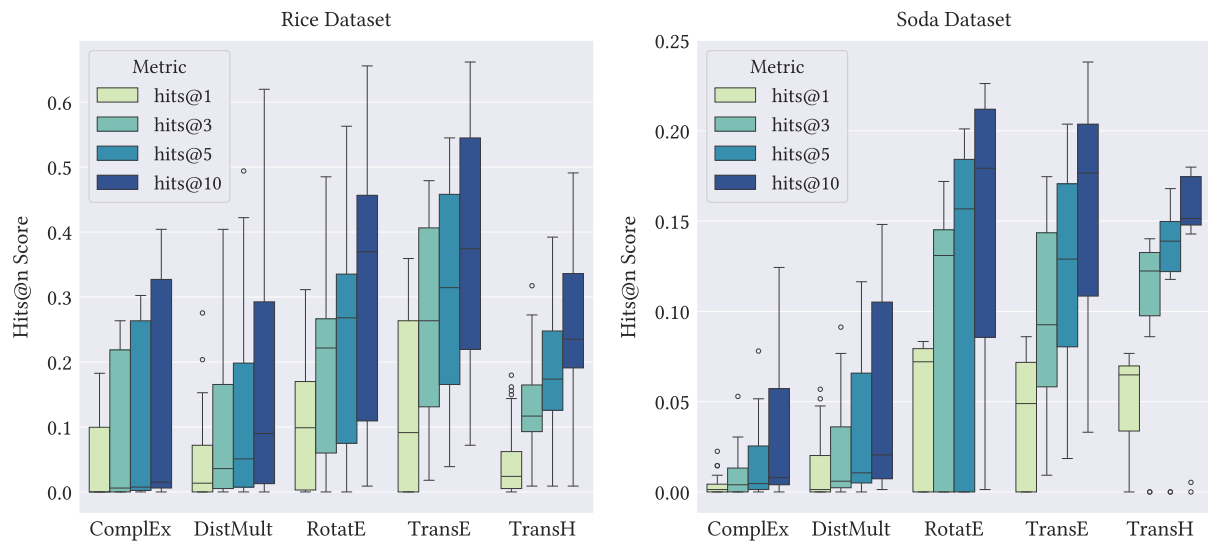 Rice Dataset
Metric
hits@1
hits@3
hits@5
hits@10
Hits@n Score
0.6
0.5
0.4
0.3
0.2
0.1
0.0
ComplEx
DistMult
RotatE
TransE
TransH
Soda Dataset
Metric
hits@1
hits@3
hits@5
hits@10
Hits@n Score
0.25
0.20
0.15
0.10
0.05
0.00
ComplEx
DistMult
RotatE
TransE
TransH